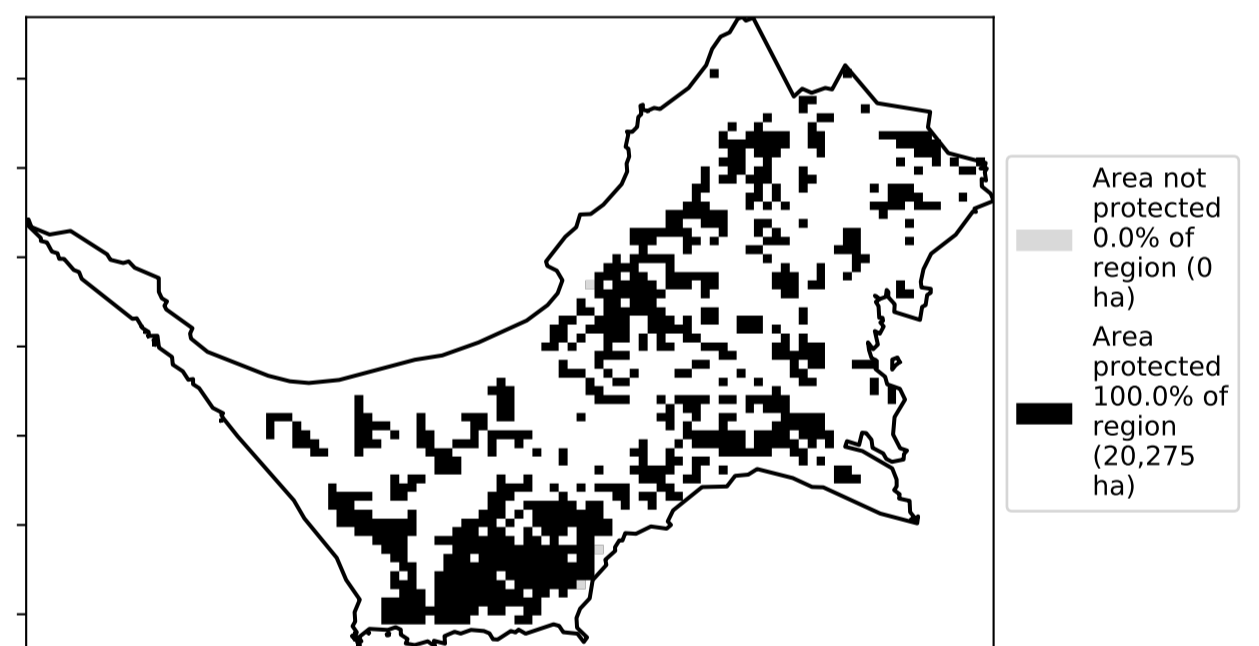 Area not
protected
0.0% of
region (0
ha)
Area
protected
100.0% of
region
(20,275
ha)